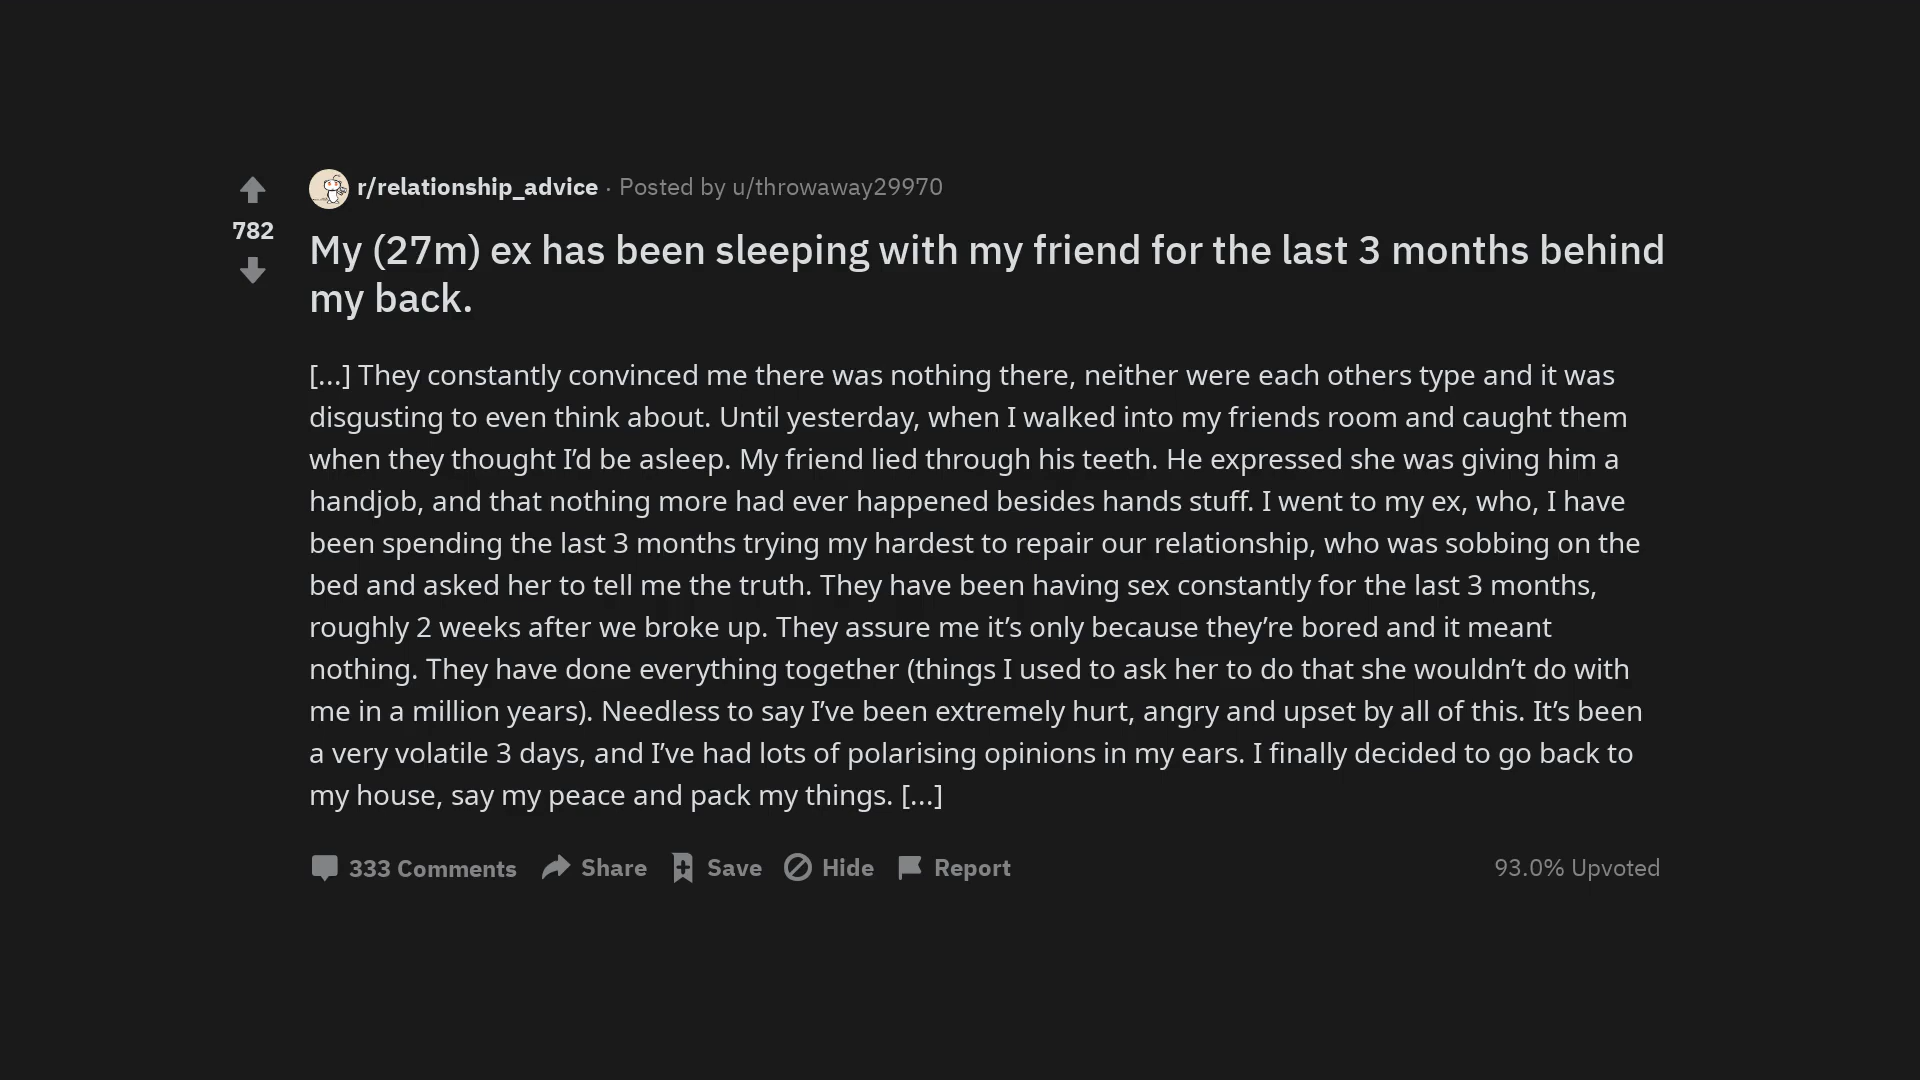 r/relationship_advice · Posted by u/throwaway29970
782
My (27m) ex has been sleeping with my friend for the last 3 months behind
my back.
[...] They constantly convinced me there was nothing there, neither were each others type and it was
disgusting to even think about. Until yesterday, when I walked into my friends room and caught them
when they thought I’d be asleep. My friend lied through his teeth. He expressed she was giving him a
handjob, and that nothing more had ever happened besides hands stuff. I went to my ex, who, I have
been spending the last 3 months trying my hardest to repair our relationship, who was sobbing on the
bed and asked her to tell me the truth. They have been having sex constantly for the last 3 months,
roughly 2 weeks after we broke up. They assure me it’s only because they’re bored and it meant
nothing. They have done everything together (things I used to ask her to do that she wouldn’t do with
me in a million years). Needless to say I’ve been extremely hurt, angry and upset by all of this. It’s been
a very volatile 3 days, and I’ve had lots of polarising opinions in my ears. I finally decided to go back to
my house, say my peace and pack my things. [...]
333 Comments Share Save Hide Report 93.0% Upvoted